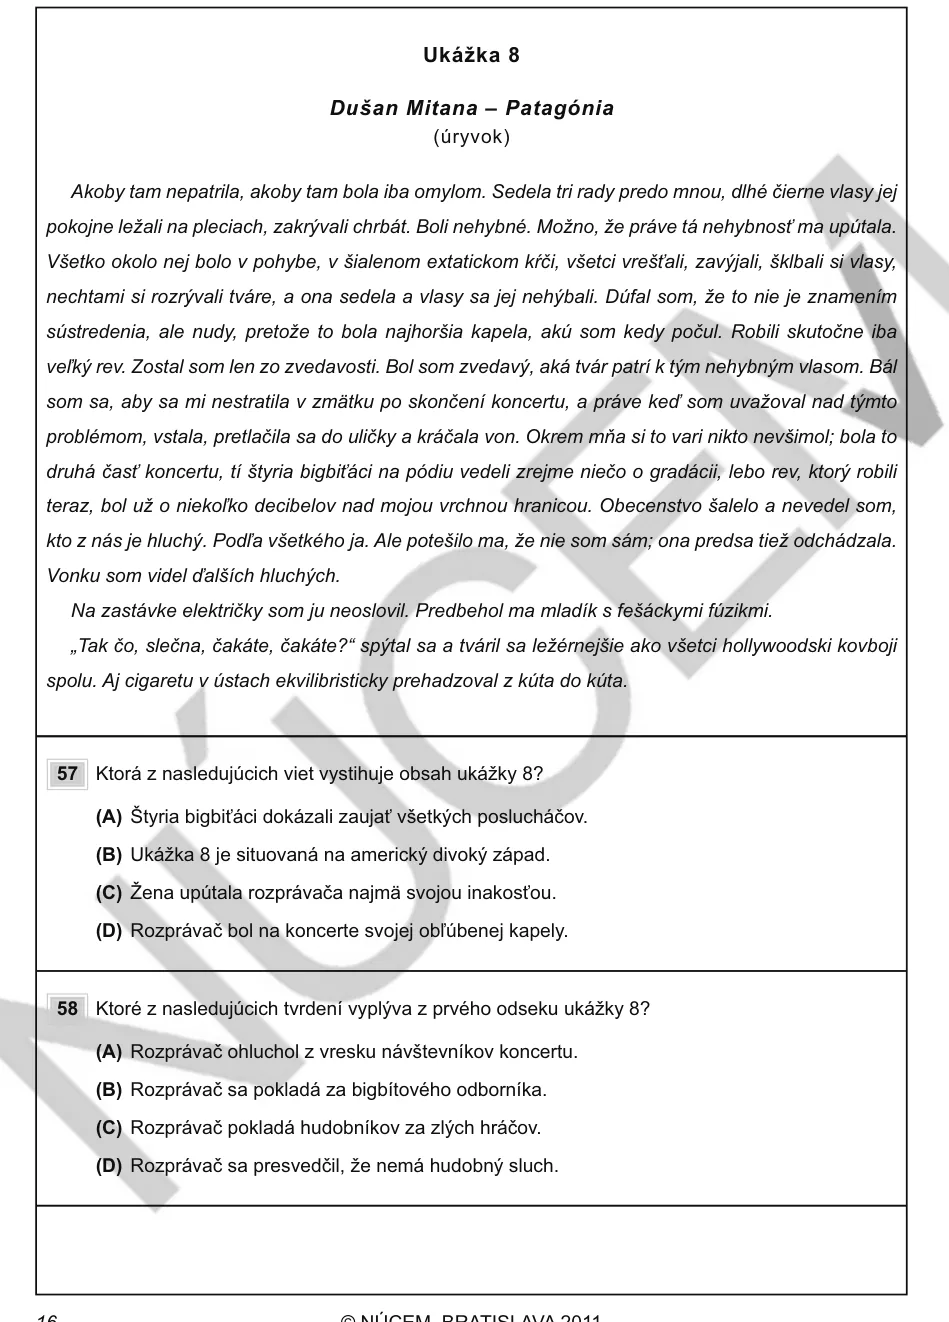 Ukážka 8
Dušan Mitana – Patagónia
(úryvok)
Akoby tam nepatrila, akoby tam bola iba omylom. Sedela tri rady predo mnou, dlhé čierne vlasy jej
pokojne ležali na pleciach, zakrývali chrbát. Boli nehybné. Možno, že práve tá nehybnosť ma upútala.
Všetko okolo nej bolo v pohybe, v šialenom extatickom kŕči, všetci vrešťali, zavýjali, šklbali si vlasy,
nechtami si rozrývali tváre, a ona sedela a vlasy sa jej nehýbali. Dúfal som, že to nie je znamením
sústredenia, ale nudy, pretože to bola najhoršia kapela, akú som kedy počul. Robili skutočne iba
veľký rev. Zostal som len zo zvedavosti. Bol som zvedavý, aká tvár patrí k tým nehybným vlasom. Bál
som sa, aby sa mi nestratila v zmätku po skončení koncertu, a práve keď som uvažoval nad týmto
problémom, vstala, pretlačila sa do uličky a kráčala von. Okrem mňa si to vari nikto nevšimol; bola to
druhá časť koncertu, tí štyria bigbiťáci na pódiu vedeli zrejme niečo o gradácii, lebo rev, ktorý robili
teraz, bol už o niekoľko decibelov nad mojou vrchnou hranicou. Obecenstvo šalelo a nevedel som,
kto z nás je hluchý. Podľa všetkého ja. Ale potešilo ma, že nie som sám; ona predsa tiež odchádzala.
Vonku som videl ďalších hluchých.
Na zastávke električky som ju neoslovil. Predbehol ma mladík s fešáckymi fúzikmi.
„Tak čo, slečna, čakáte, čakáte?“ spýtal sa a tváril sa ležérnejšie ako všetci hollywoodski kovboji
spolu. Aj cigaretu v ústach ekvilibristicky prehadzoval z kúta do kúta.
57 Ktorá z nasledujúcich viet vystihuje obsah ukážky 8?
(A) Štyria bigbiťáci dokázali zaujať všetkých poslucháčov.
(B) Ukážka 8 je situovaná na americký divoký západ.
(C) Žena upútala rozprávača najmä svojou inakosťou.
(D) Rozprávač bol na koncerte svojej obľúbenej kapely.
58 Ktoré z nasledujúcich tvrdení vyplýva z prvého odseku ukážky 8?
(A) Rozprávač ohluchol z vresku návštevníkov koncertu.
(B) Rozprávač sa pokladá za bigbítového odborníka.
(C) Rozprávač pokladá hudobníkov za zlých hráčov.
(D) Rozprávač sa presvedčil, že nemá hudobný sluch.
16 © NÚCEM, BRATISLAVA 2011
NÚCEM